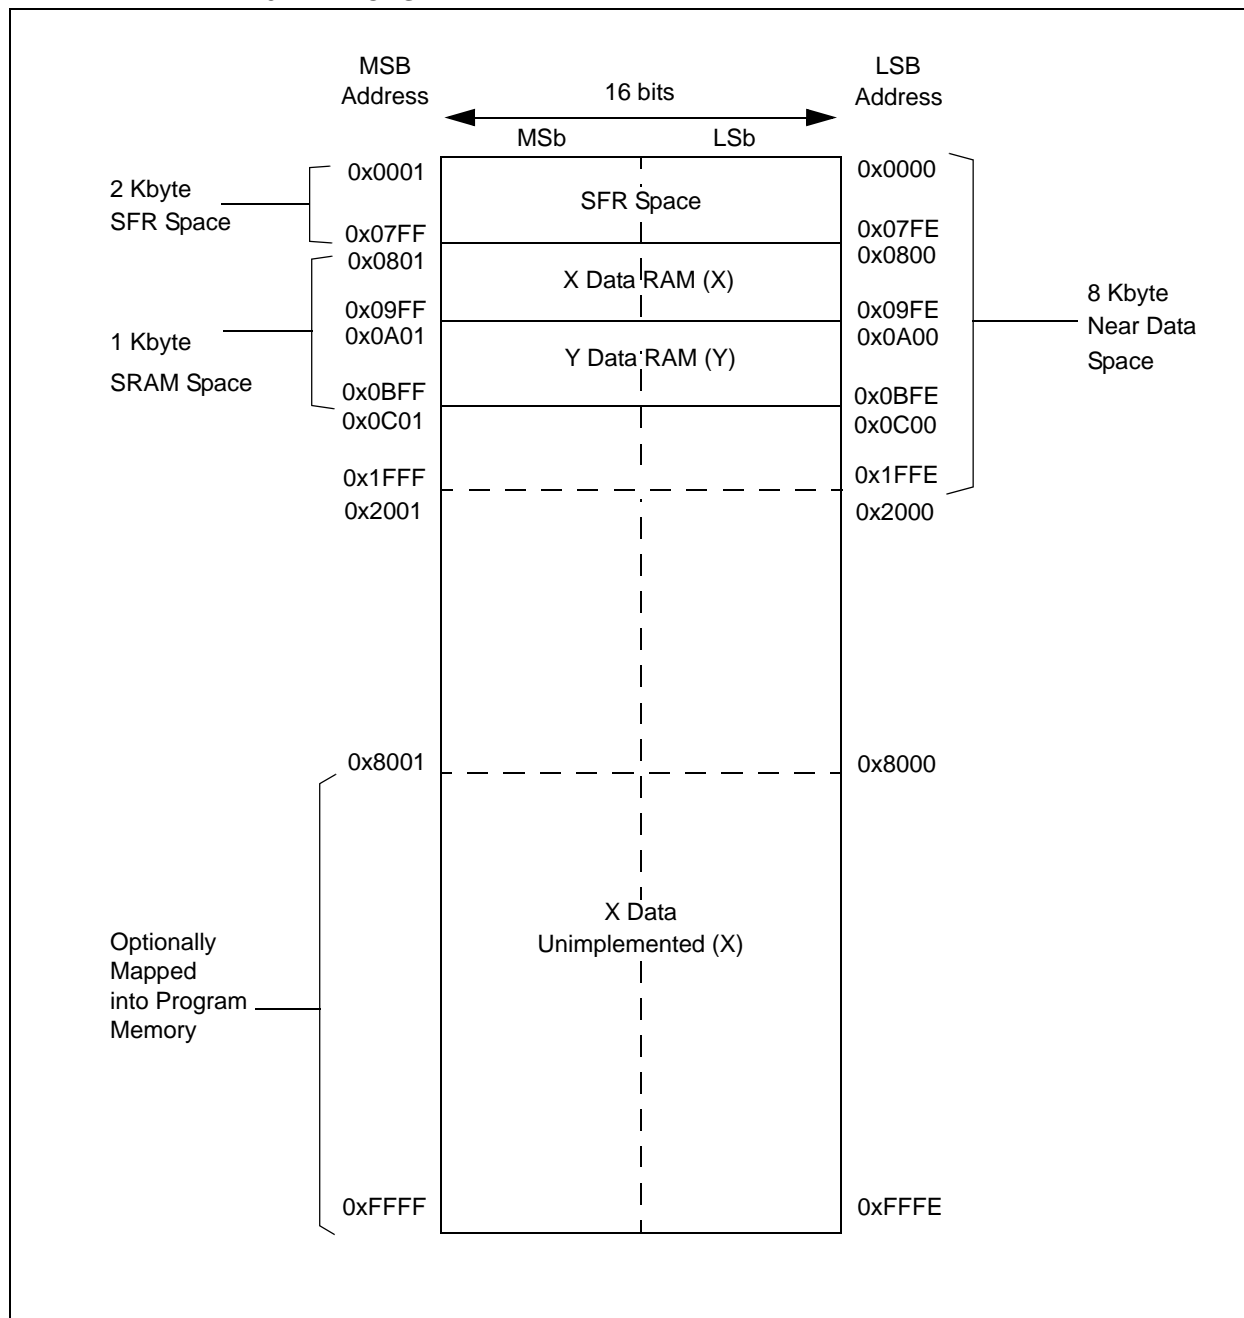 MSB
Address
16 bits
LSB
Address
MSb
LSb
0x0001
0x0000
2 Kbyte
SFR Space
SFR Space
0x07FF
0x07FE
0x0801
0x0800
X Data RAM (X)
0x09FF
0x09FE
0x0A01
0x0A00
1 Kbyte
SRAM Space
Y Data RAM (Y)
8 Kbyte
Near Data
Space
0x0BFF
0x0BFE
0x0C01
0x0C00
0x1FFF
0x1FFE
0x2001
0x2000
0x8001
0x8000
X Data
Unimplemented (X)
Optionally
Mapped
into Program
Memory
0xFFFF
0xFFFE